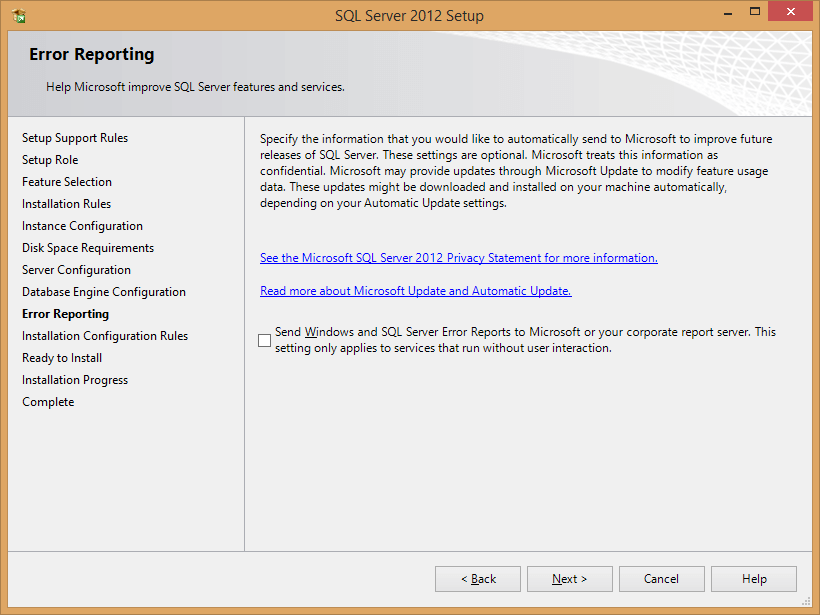 SQL Server 2012 Setup
Error Reporting
Help Microsoft improve SQL Server features and services.
Setup Support Rules
Setup Role
Feature Selection
Installation Rules
Instance Configuration
Disk Space Requirements
Server Configuration
Database Engine Configuration
Error Reporting
Installation Configuration Rules
Ready to Install
Installation Progress
Complete
Specify the information that you would like to automatically send to Microsoft to improve future
releases of SQL Server. These settings are optional. Microsoft treats this information as
confidential. Microsoft may provide updates through Microsoft Update to modify feature usage
data. These updates might be downloaded and installed on your machine automatically,
depending on your Automatic Update settings.
See the Microsoft SQL Server 2012 Privacy Statement for more information.
Read more about Microsoft Update and Automatic Update.
Send Windows and SQL Server Error Reports to Microsoft or your corporate report server. This
setting only applies to services that run without user interaction.
< Back
Next >
Cancel
Help